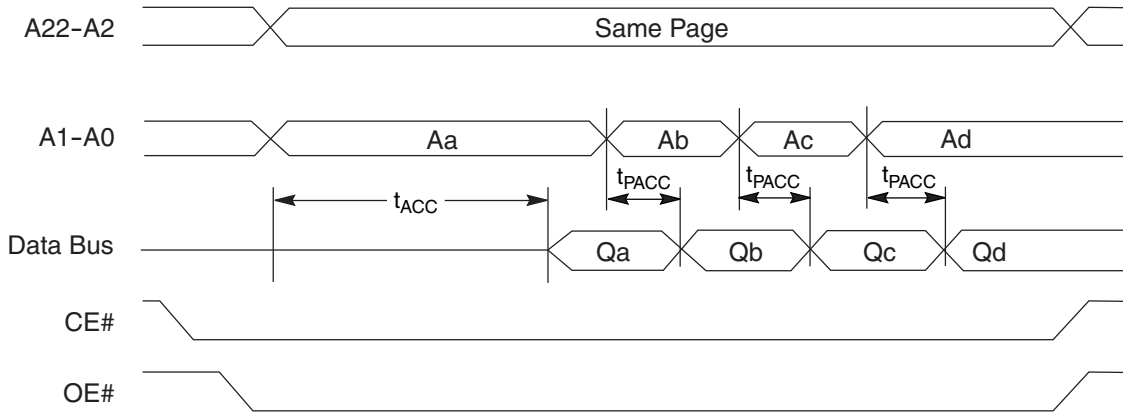 A22-A2 Same Page
A1-A0 Aa Ab Ac Ad
tACC tPACC tPACC tPACC
Data Bus Qa Qb Qc Qd
CE#
OE#